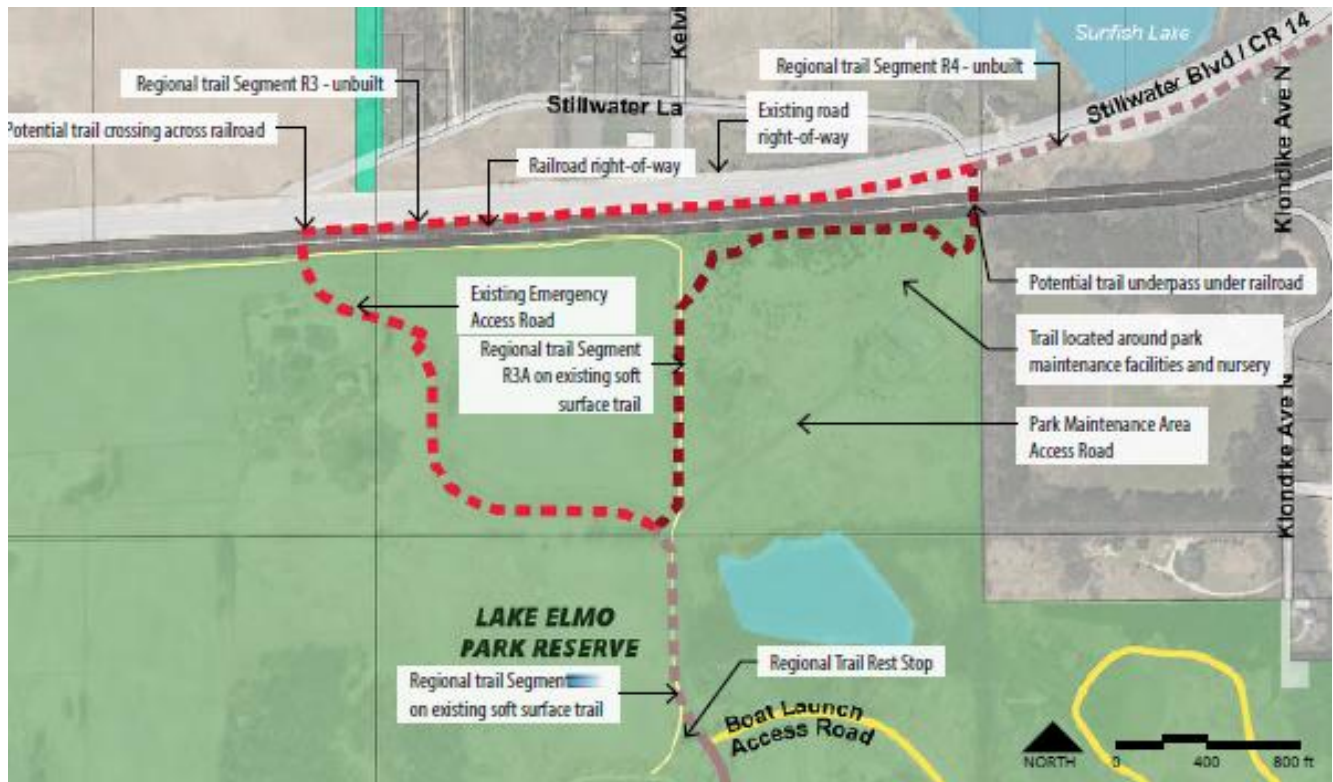 Sunfish Lake
Stillwater Blvd / CR 14
Klondike Ave N
Regional trail Segment R3 - unbuilt
Regional trail Segment R4 - unbuilt
Stillwater La
Existing road
right-of-way
Potential trail crossing across railroad
Railroad right-of-way
Existing Emergency
Access Road
Potential trail underpass under railroad
Regional trail Segment
R3A on existing soft
surface trail
Trail located around park
maintenance facilities and nursery
Park Maintenance Area
Access Road
Klondke Ave N
LAKE ELMO
PARK RESERVE
Regional trail Segment
on existing soft surface trail
Regional Trail Rest Stop
Boat Launch
Access Road
NORTH
0 400 800 ft